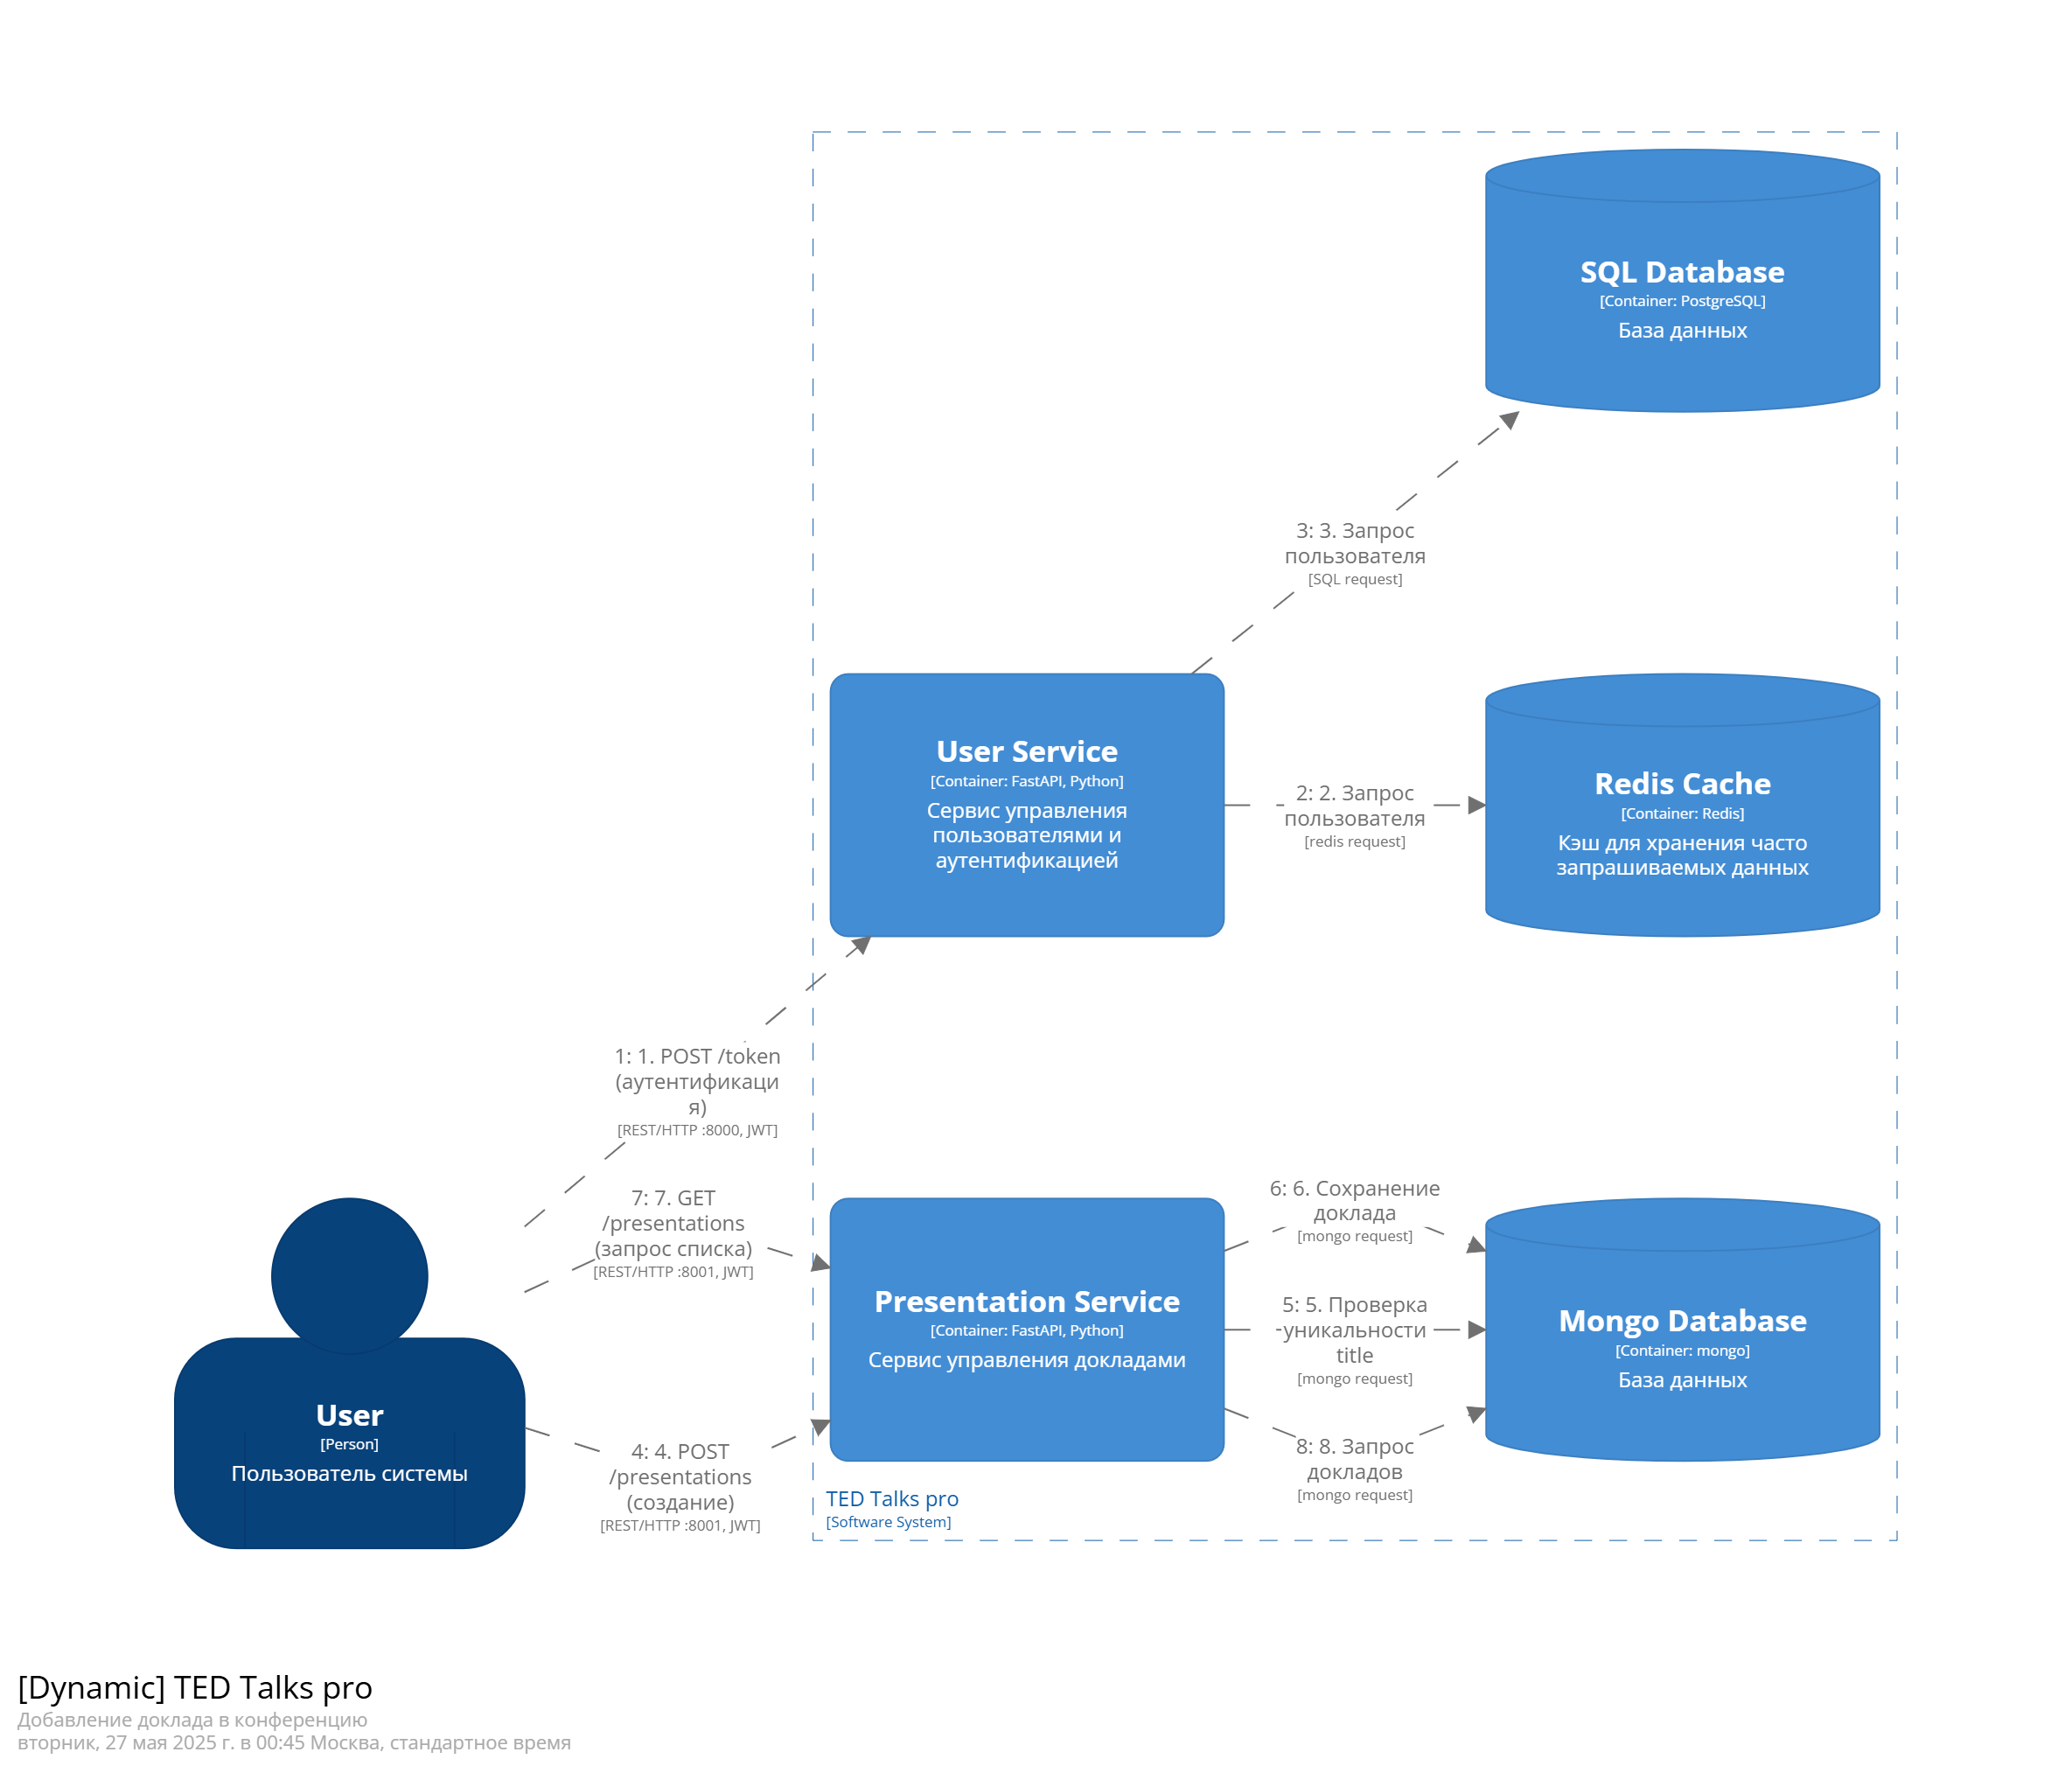 SQL Database
[Container: PostgreSQL]
База данных
3: 3. Запрос
пользователя
[SQL request]
User Service
[Container: FastAPI, Python]
Сервис управления
пользователями и
аутентификацией
2: 2. Запрос
пользователя
[redis request]
Redis Cache
[Container: Redis]
Кэш для хранения часто
запрашиваемых данных
1: 1. POST /token
(аутентификаци
я)
[REST/HTTP :8000, JWT]
7: 7. GET
/presentations
(запрос списка)
[REST/HTTP :8001, JWT]
6: 6. Сохранение
доклада
[mongo request]
Presentation Service
[Container: FastAPI, Python]
Сервис управления докладами
5: 5. Проверка
уникальности
title
[mongo request]
Mongo Database
[Container: mongo]
База данных
User
[Person]
Пользователь системы
4: 4. POST
/presentations
(создание)
[REST/HTTP :8001, JWT]
8: 8. Запрос
докладов
[mongo request]
TED Talks pro
[Software System]
[Dynamic] TED Talks pro
Добавление доклада в конференцию
вторник, 27 мая 2025 г. в 00:45 Москва, стандартное время